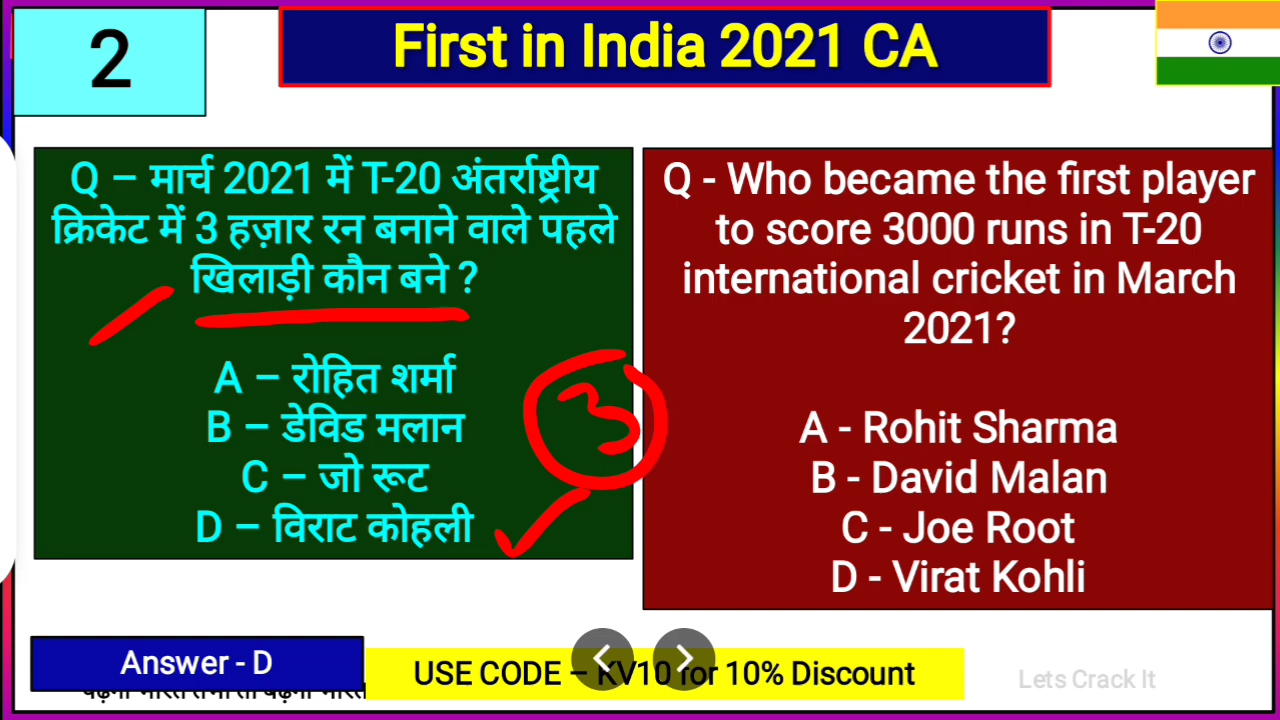 2
First in India 2021 CA
Q – मार्च 2021 में T-20 अंतर्राष्ट्रीय
क्रिकेट में 3 हज़ार रन बनाने वाले पहले
खिलाड़ी कौन बने ?
A – रोहित शर्मा
B – डेविड मलान
C – जो रूट
D – विराट कोहली
3
Q - Who became the first player
to score 3000 runs in T-20
international cricket in March
2021?
A - Rohit Sharma
B - David Malan
C - Joe Root
D - Virat Kohli
Answer - D
USE CODE – KV10 for 10% Discount
Lets Crack It